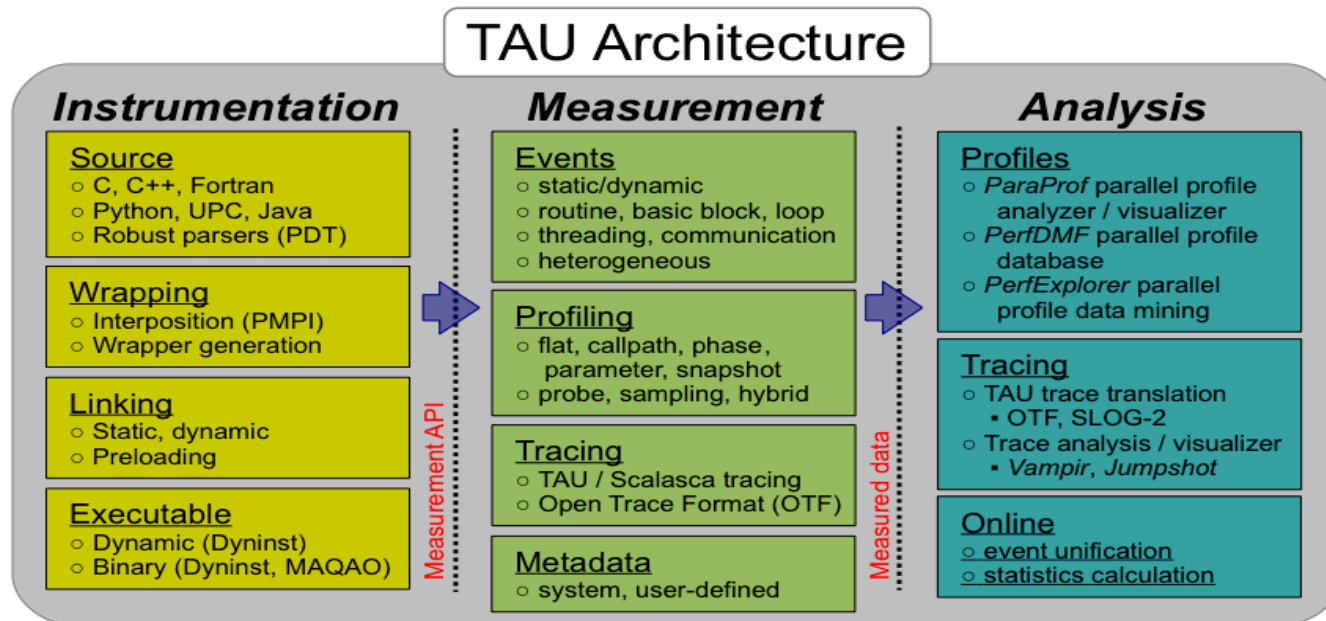 TAU Architecture
Instrumentation
Source
○ C, C++, Fortran
○ Python, UPC, Java
○ Robust parsers (PDT)
Wrapping
○ Interposition (PMPI)
○ Wrapper generation
Linking
○ Static, dynamic
○ Preloading
Executable
○ Dynamic (Dyninst)
○ Binary (Dyninst, MAQAO)
Measurement API
Measurement
Events
○ static/dynamic
○ routine, basic block, loop
○ threading, communication
○ heterogeneous
Profiling
○ flat, callpath, phase,
parameter, snapshot
○ probe, sampling, hybrid
Tracing
○ TAU / Scalasca tracing
○ Open Trace Format (OTF)
Metadata
○ system, user-defined
Measured data
Analysis
Profiles
○ ParaProf parallel profile
analyzer / visualizer
○ PerfDMF parallel profile
database
○ PerfExplorer parallel
profile data mining
Tracing
○ TAU trace translation
▪ OTF, SLOG-2
○ Trace analysis / visualizer
▪ Vampir, Jumpshot
Online
○ event unification
○ statistics calculation